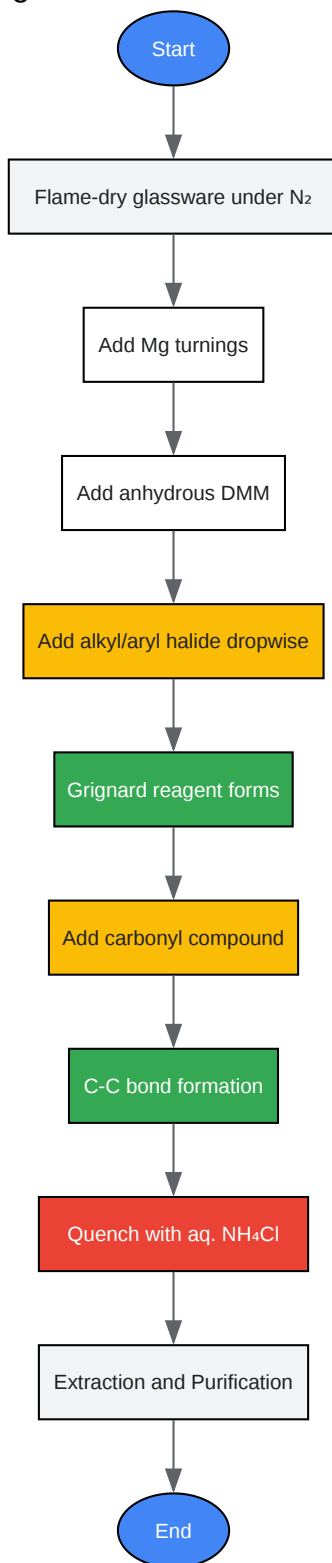 Start
Flame-dry glassware under N₂
Add Mg turnings
Add anhydrous DMM
Add alkyl/aryl halide dropwise
Grignard reagent forms
Add carbonyl compound
C-C bond formation
Quench with aq. NH₄Cl
Extraction and Purification
End